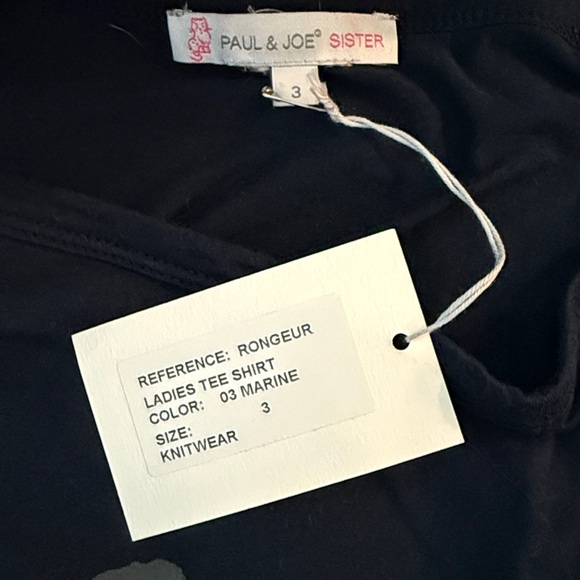 PAUL & JOE® SISTER
3
REFERENCE: RONGEUR
LADIES TEE SHIRT
COLOR: 03 MARINE
SIZE: 3
KNITWEAR